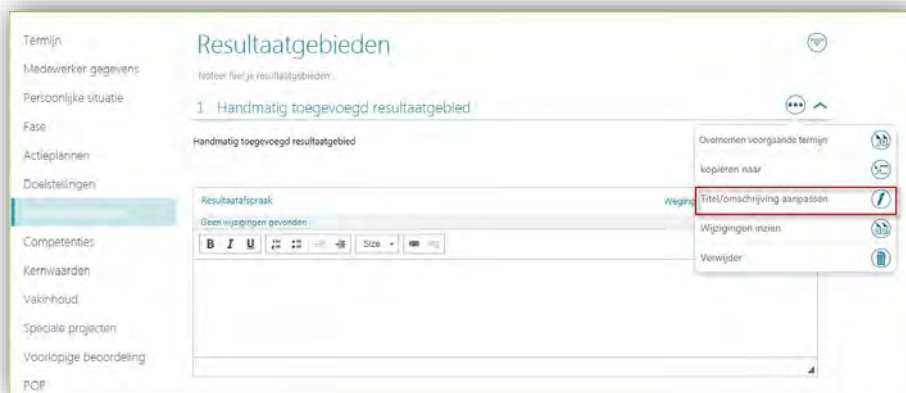 Termijn
Medewerker gegevens
Persoonlijke situatie
Fase
Actieplannen
Doelstellingen
Competenties
Kernwaarden
Vakinhoud
Speciale projecten
Voorlopige beoordeling
POP
Resultaatgebieden
Noteer hier je resultaatgebieden
1 Handmatig toegevoegd resultaatgebied
Handmatig toegevoegd resultaatgebied
Resultaatafspraak
Weging
Geen wijzigingen gevonden
B I U Size
Overnemen voorgaande termijn
kopiëren naar
Titel/omschrijving aanpassen
Wijzigingen inzien
Verwijder